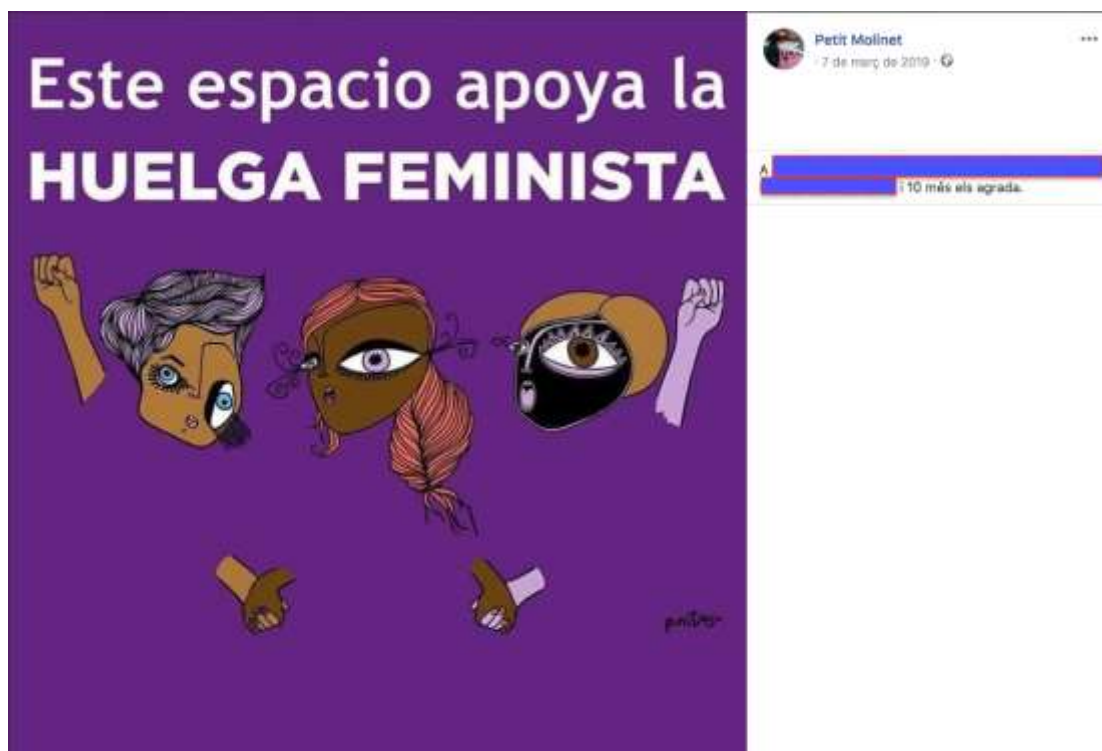 Este espacio apoya la
HUELGA FEMINISTA
Petit Molinet
· 7 de març de 2019 ·
A
i 10 més els agrada.